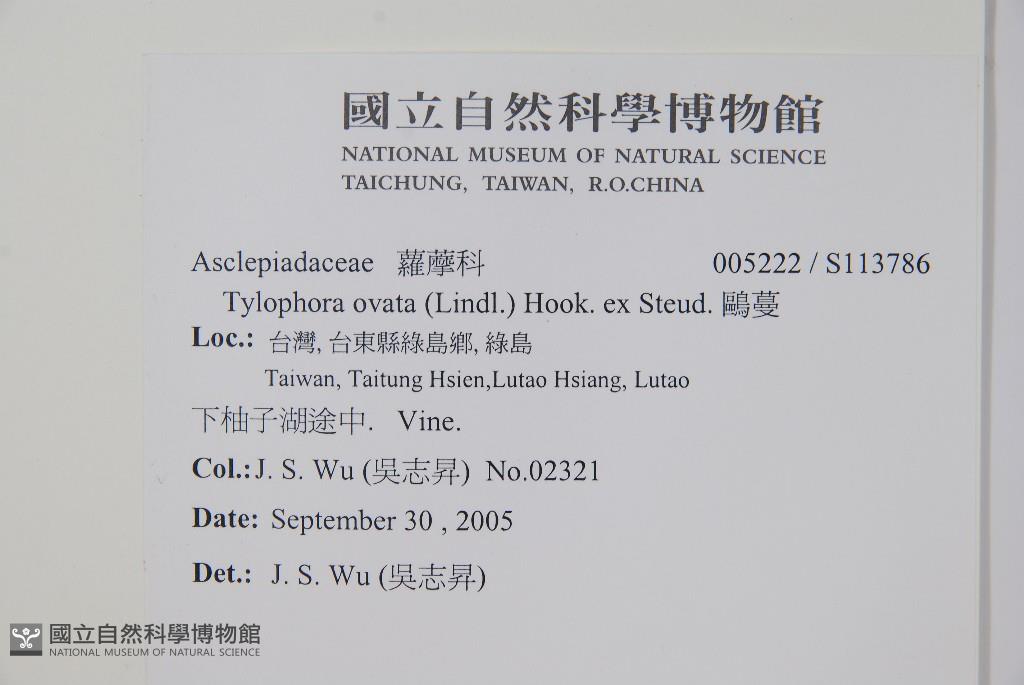 國立自然科學博物館
NATIONAL MUSEUM OF NATURAL SCIENCE
TAICHUNG, TAIWAN, R.O.CHINA
Asclepiadaceae 蘿藦科 005222 / S113786
Tylophora ovata (Lindl.) Hook. ex Steud. 鷗蔓
Loc.: 台灣, 台東縣綠島鄉, 綠島
Taiwan, Taitung Hsien,Lutao Hsiang, Lutao
下柚子湖途中. Vine.
Col.:J. S. Wu (吳志昇) No.02321
Date: September 30 , 2005
Det.: J. S. Wu (吳志昇)
國立自然科學博物館
NATIONAL MUSEUM OF NATURAL SCIENCE